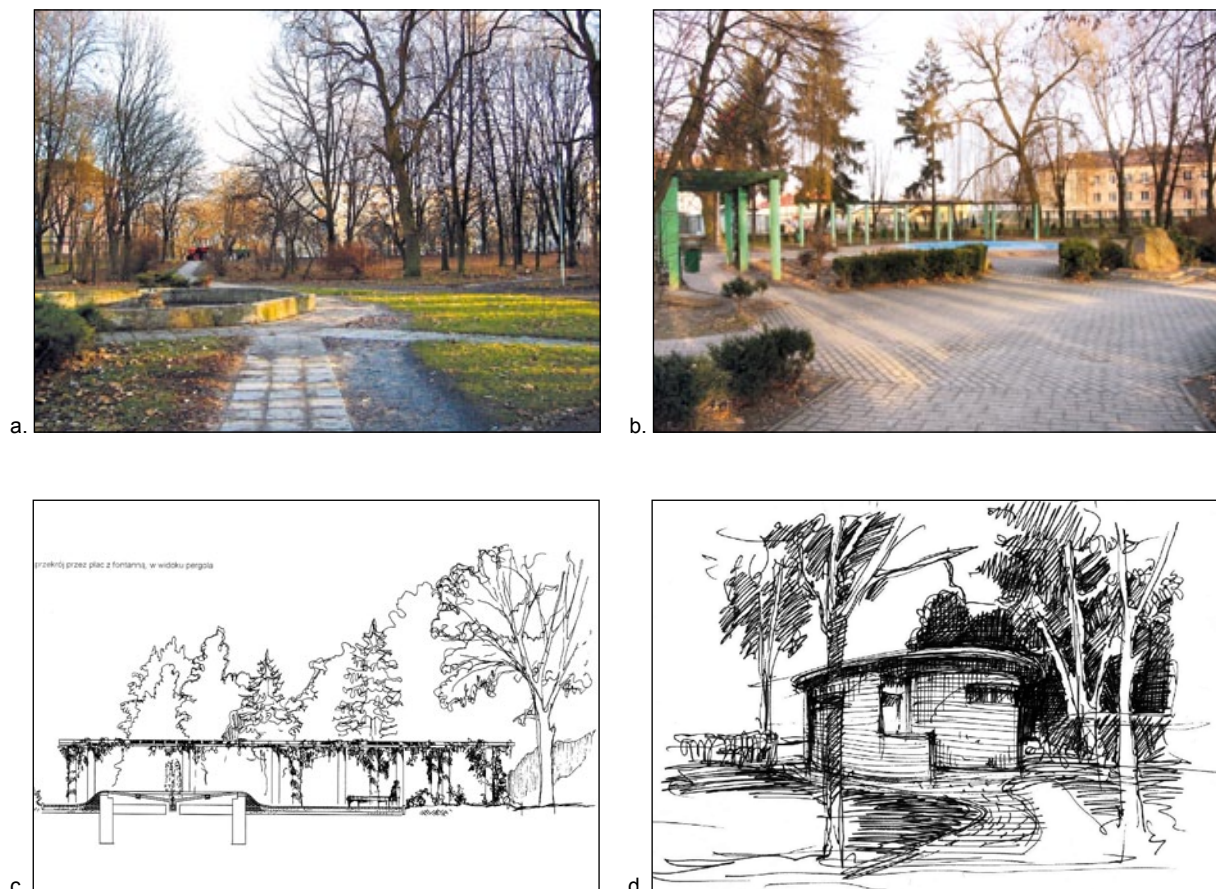 a.
b.
przekrój przez plac z fontanną, w widoku pergola
c.
d.